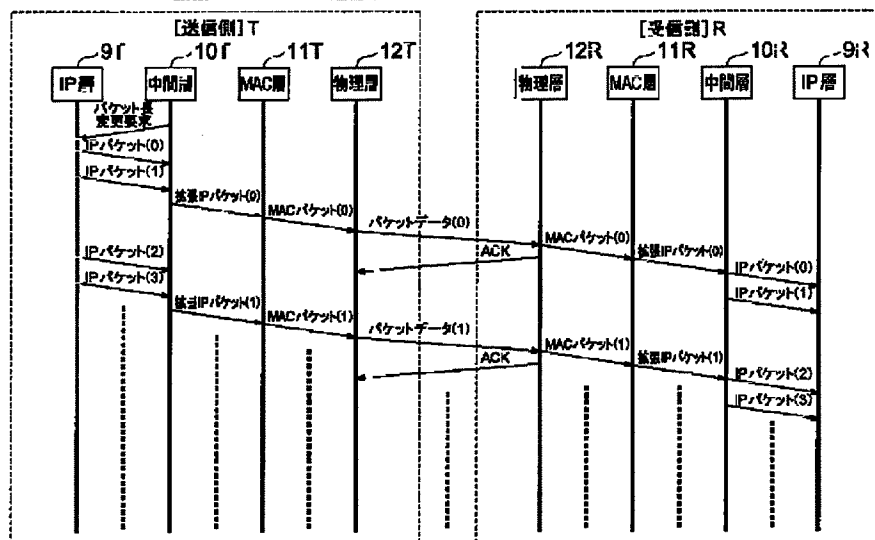 [送信側] T
[受信側] R
9T
10T
11T
12T
12R
11R
10R
9R
IP層
中間層
MAC層
物理層
物理層
MAC層
中間層
IP層
パケット長
変更要求
IPパケット(0)
IPパケット(1)
拡張IPパケット(0)
MACパケット(0)
パケットデータ(0)
MACパケット(0)
拡張IPパケット(0)
ACK
IPパケット(0)
IPパケット(1)
IPパケット(2)
IPパケット(3)
拡張IPパケット(1)
MACパケット(1)
パケットデータ(1)
MACパケット(1)
拡張IPパケット(1)
ACK
IPパケット(2)
IPパケット(3)